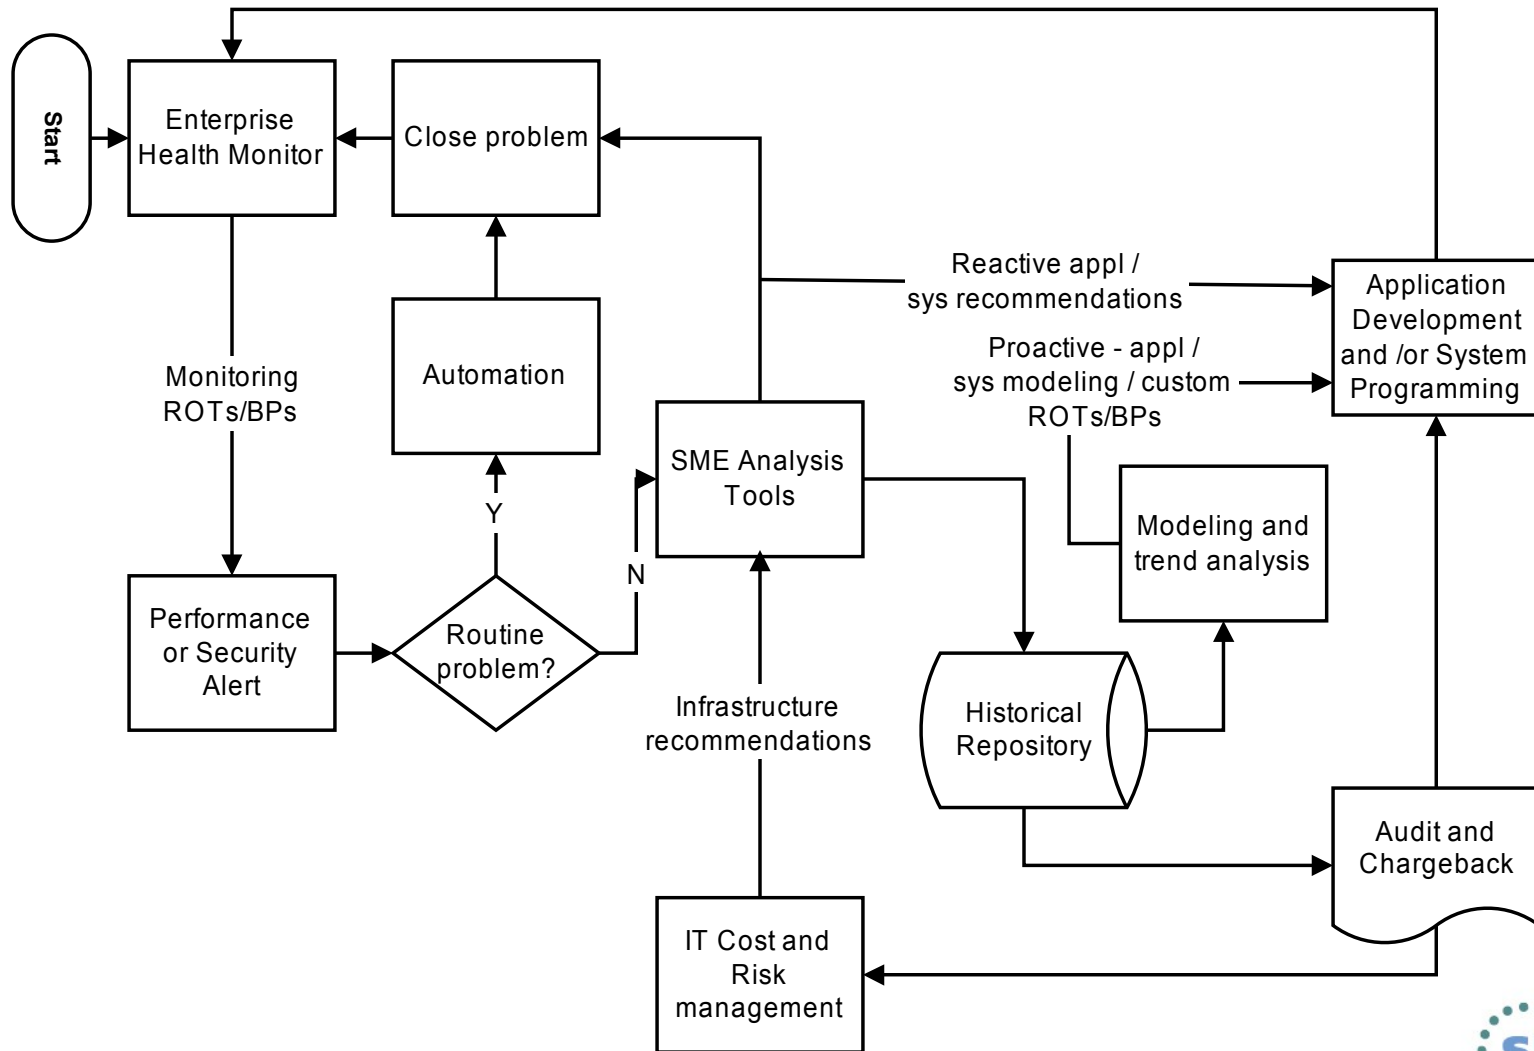 Start
Enterprise
Health Monitor
Close problem
Reactive appl /
sys recommendations
Application
Development
and /or System
Programming
Monitoring
ROTs/BPs
Automation
Proactive - appl /
sys modeling / custom
ROTs/BPs
SME Analysis
Tools
Y
N
Modeling and
trend analysis
Performance
or Security
Alert
Routine
problem?
Infrastructure
recommendations
Historical
Repository
Audit and
Chargeback
IT Cost and
Risk
management